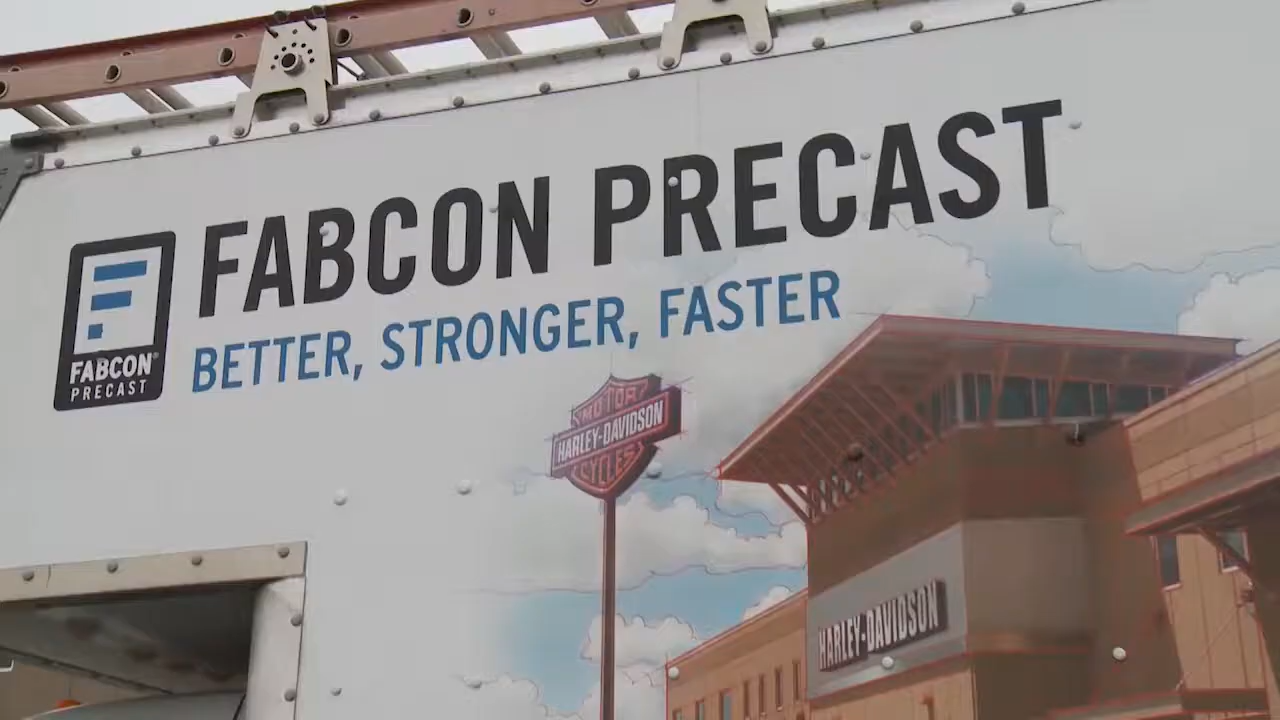 FABCON PRECAST
BETTER, STRONGER, FASTER
FABCON®
PRECAST
MOTOR
HARLEY-DAVIDSON
CYCLES
HARLEY-DAVIDSON